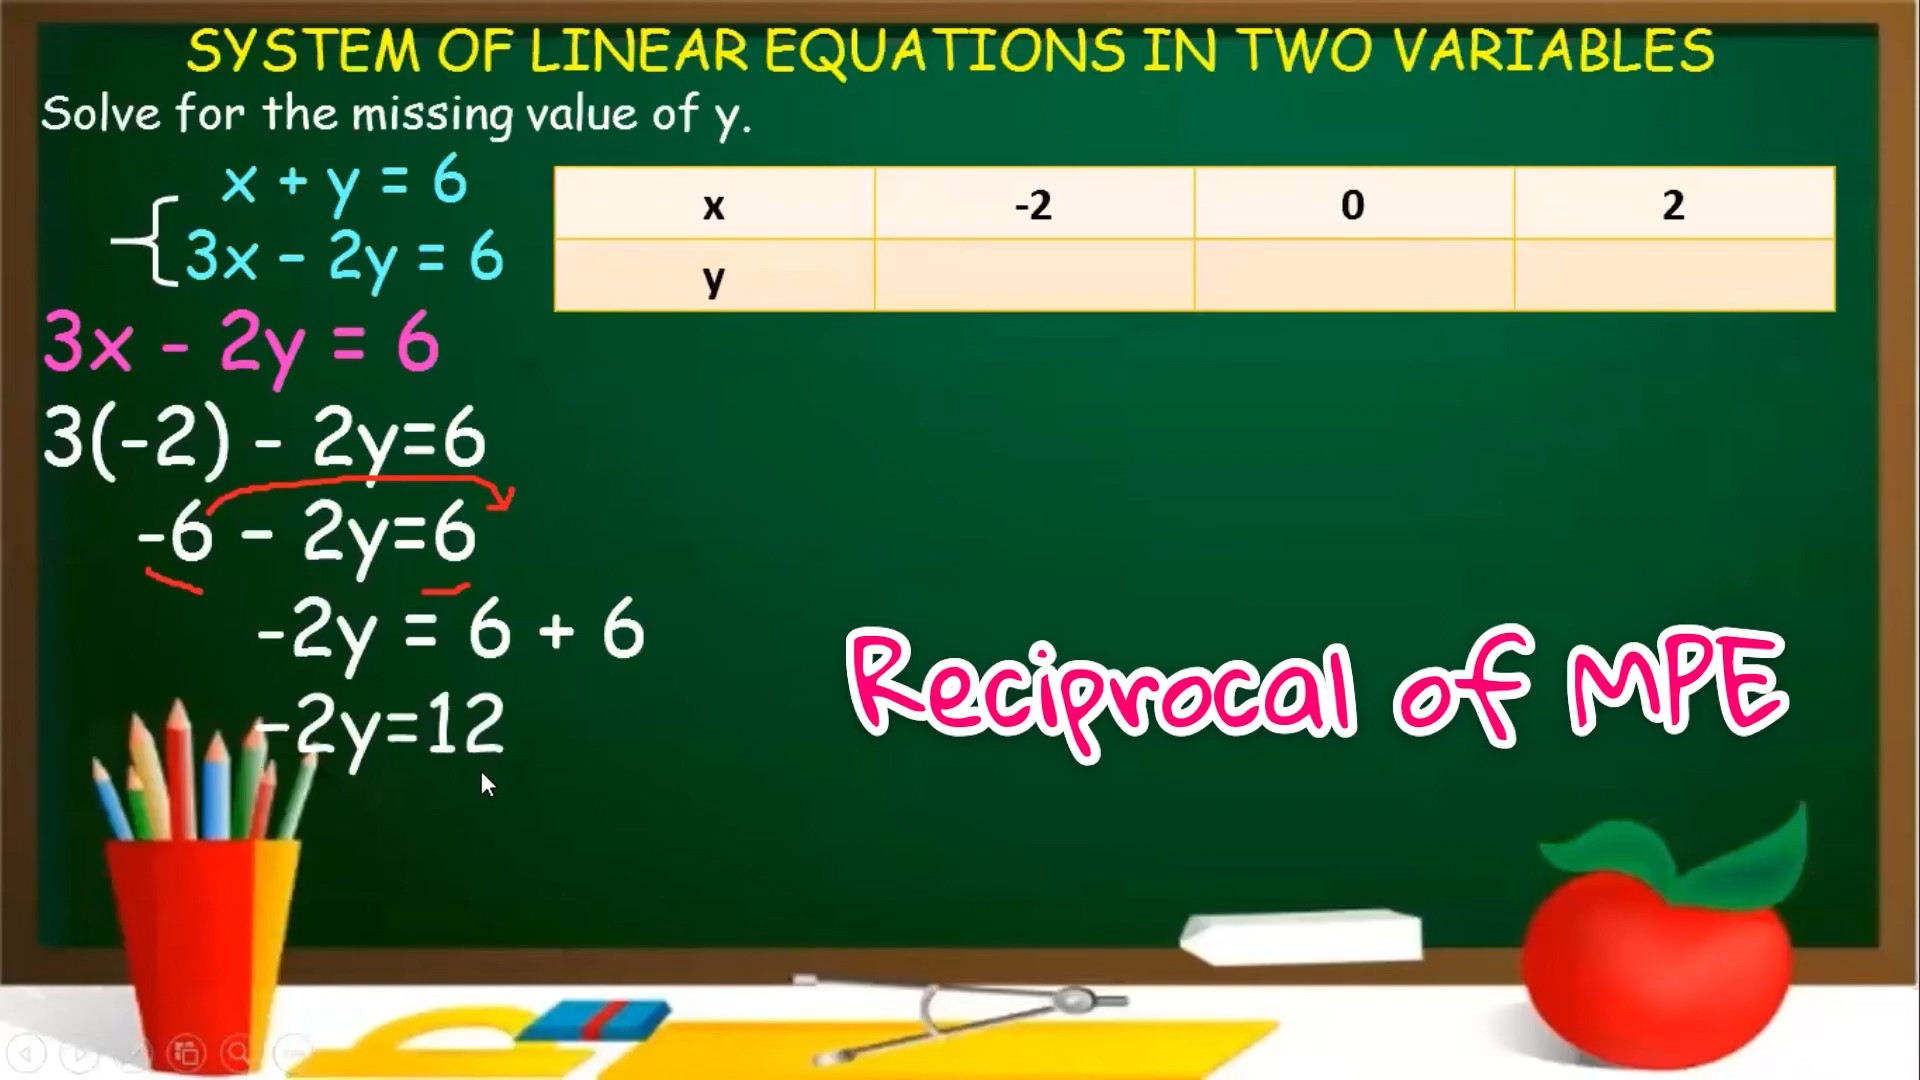 SYSTEM OF LINEAR EQUATIONS IN TWO VARIABLES
Solve for the missing value of y.
x + y = 6
3x - 2y = 6
x -2 0 2
y
3x - 2y = 6
3(-2) - 2y=6
-6 - 2y=6
-2y = 6 + 6
-2y=12
Reciprocal of MPE